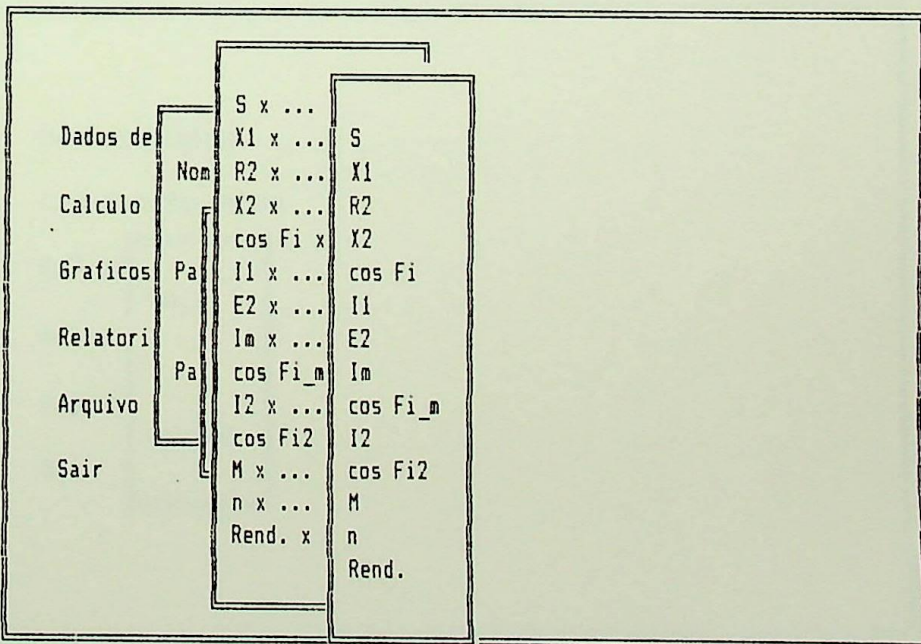 Dados de
Calculo
Graficos
Relatori
Arquivo
Sair
Nom
Pa
Pa
S x ...
X1 x ...
R2 x ...
X2 x ...
cos Fi x
I1 x ...
E2 x ...
Im x ...
cos Fi_m
I2 x ...
cos Fi2
M x ...
n x ...
Rend. x
S
X1
R2
X2
cos Fi
I1
E2
Im
cos Fi_m
I2
cos Fi2
M
n
Rend.